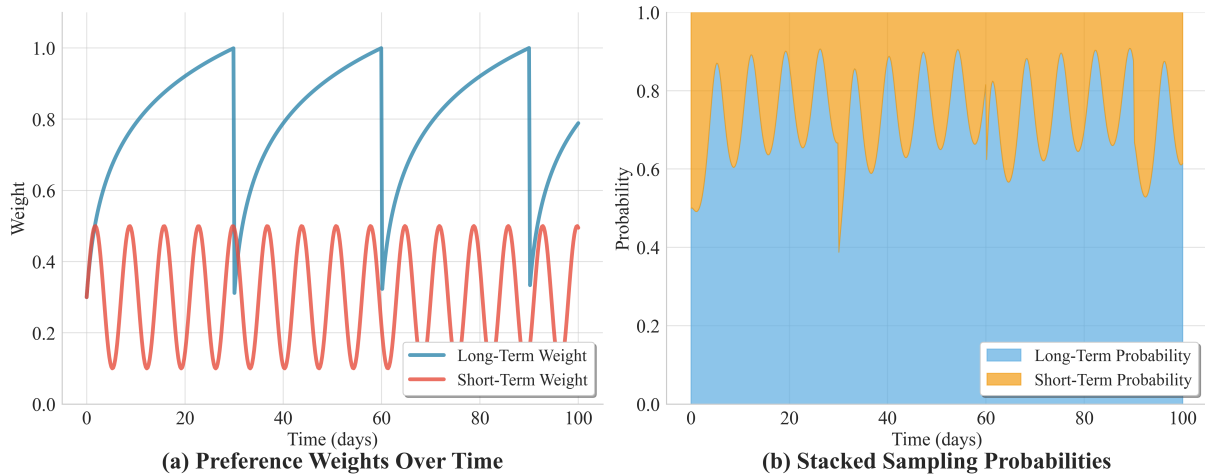 1.0
0.8
0.6
0.4
0.2
0.0
Weight
0
20
40
60
80
100
Time (days)
Long-Term Weight
Short-Term Weight
(a) Preference Weights Over Time
1.0
0.8
0.6
0.4
0.2
0.0
Probability
0
20
40
60
80
100
Time (days)
Long-Term Probability
Short-Term Probability
(b) Stacked Sampling Probabilities